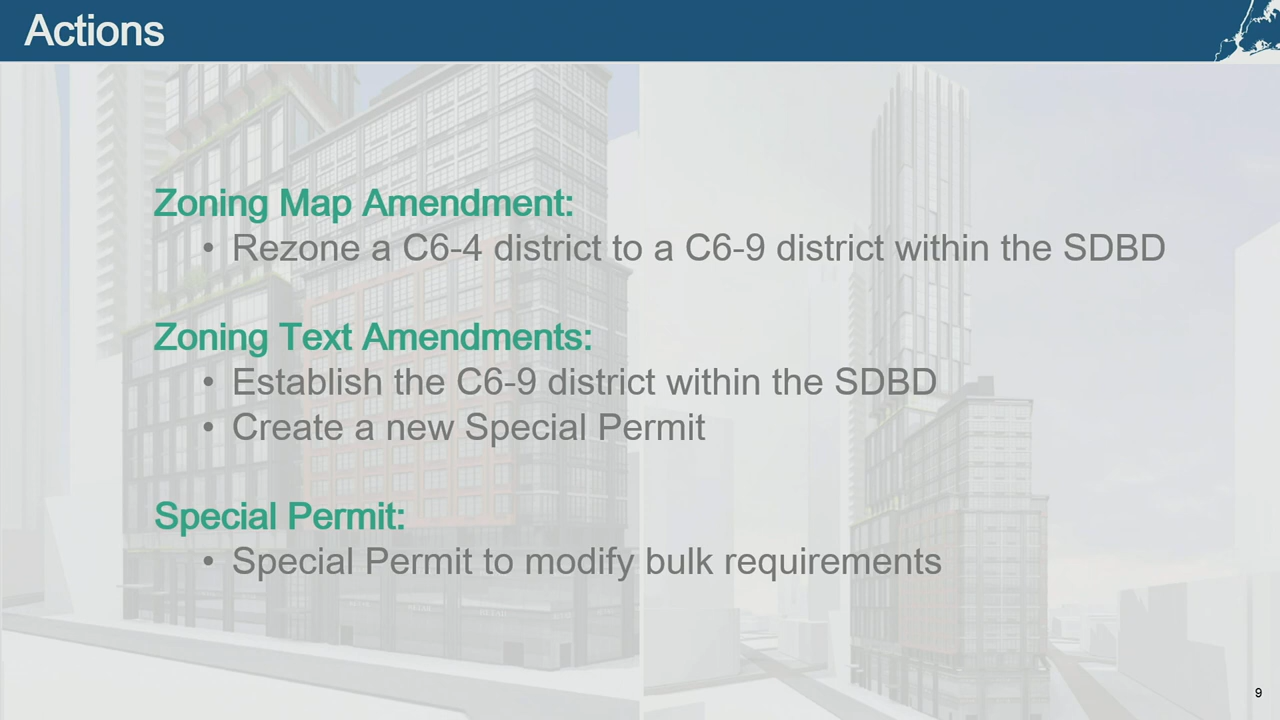 Actions
Zoning Map Amendment:
• Rezone a C6-4 district to a C6-9 district within the SDBD
Zoning Text Amendments:
• Establish the C6-9 district within the SDBD
• Create a new Special Permit
Special Permit:
• Special Permit to modify bulk requirements
9